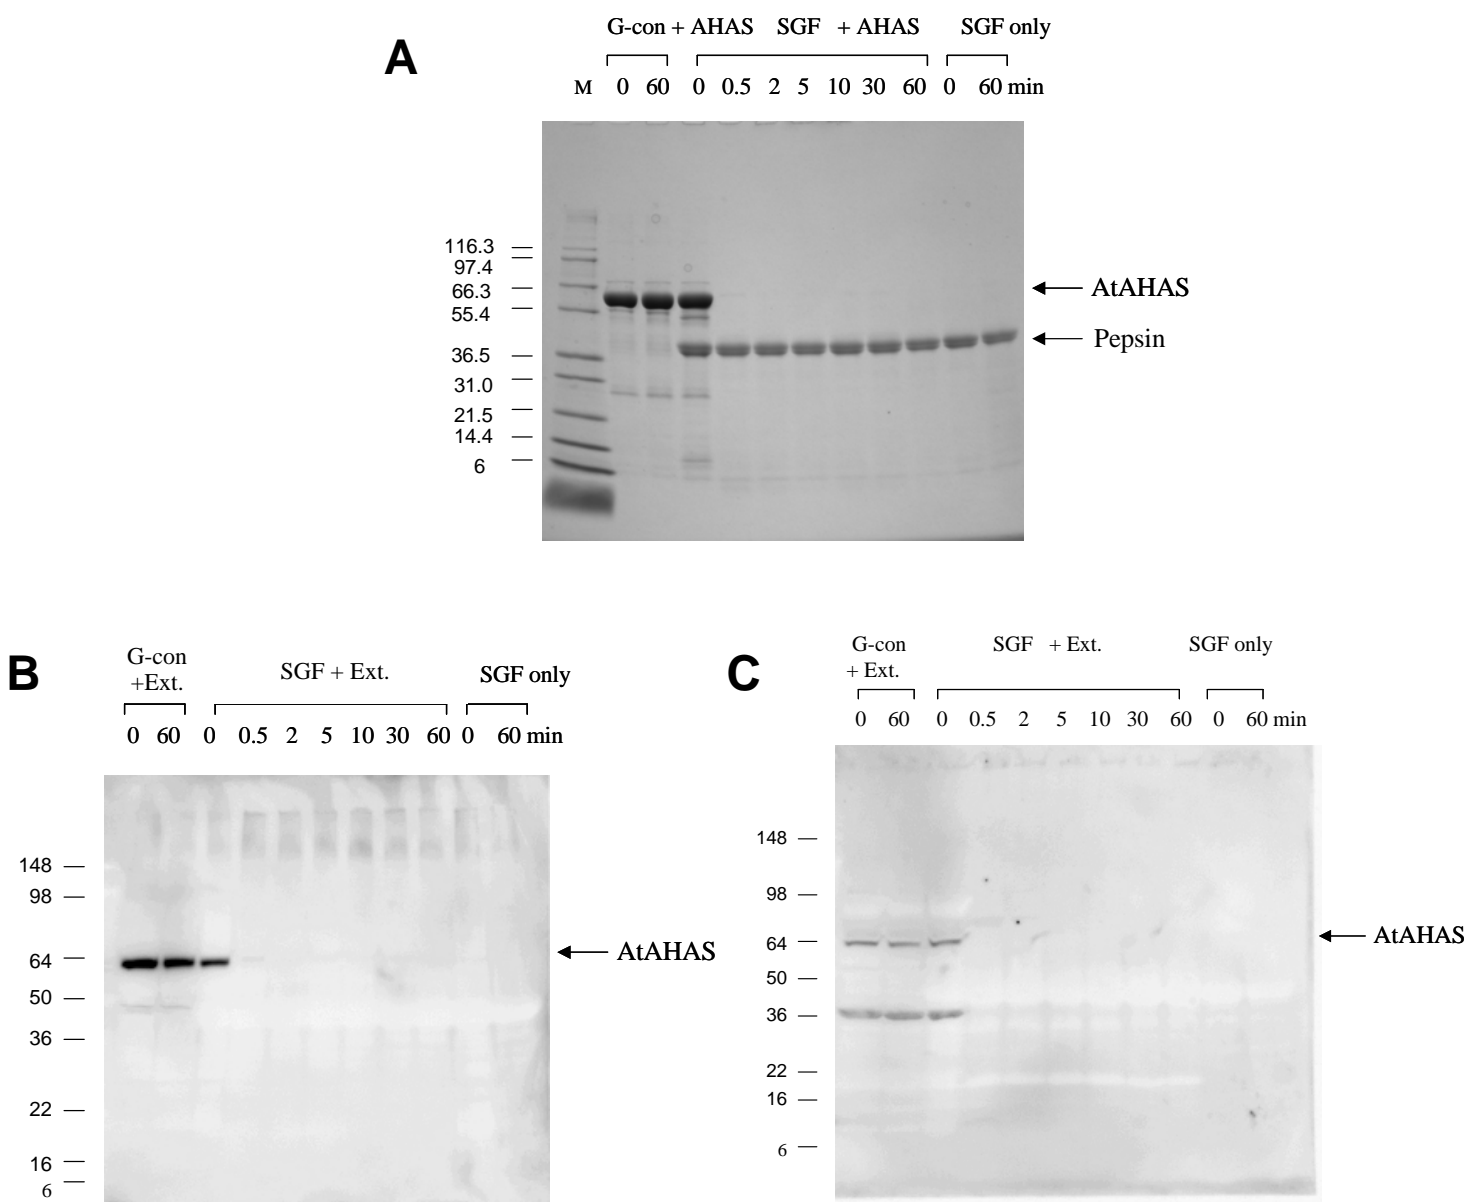 A
G-con + AHAS SGF + AHAS SGF only
M 0 60 0 0.5 2 5 10 30 60 0 60 min
116.3
97.4
66.3
55.4
36.5
31.0
21.5
14.4
6
AtAHAS
Pepsin
B
G-con
+Ext.
SGF + Ext.
SGF only
0 60 0 0.5 2 5 10 30 60 0 60 min
148
98
64
50
36
22
16
6
AtAHAS
C
G-con
+ Ext.
SGF + Ext.
SGF only
0 60 0 0.5 2 5 10 30 60 0 60 min
148
98
64
50
36
22
16
6
AtAHAS